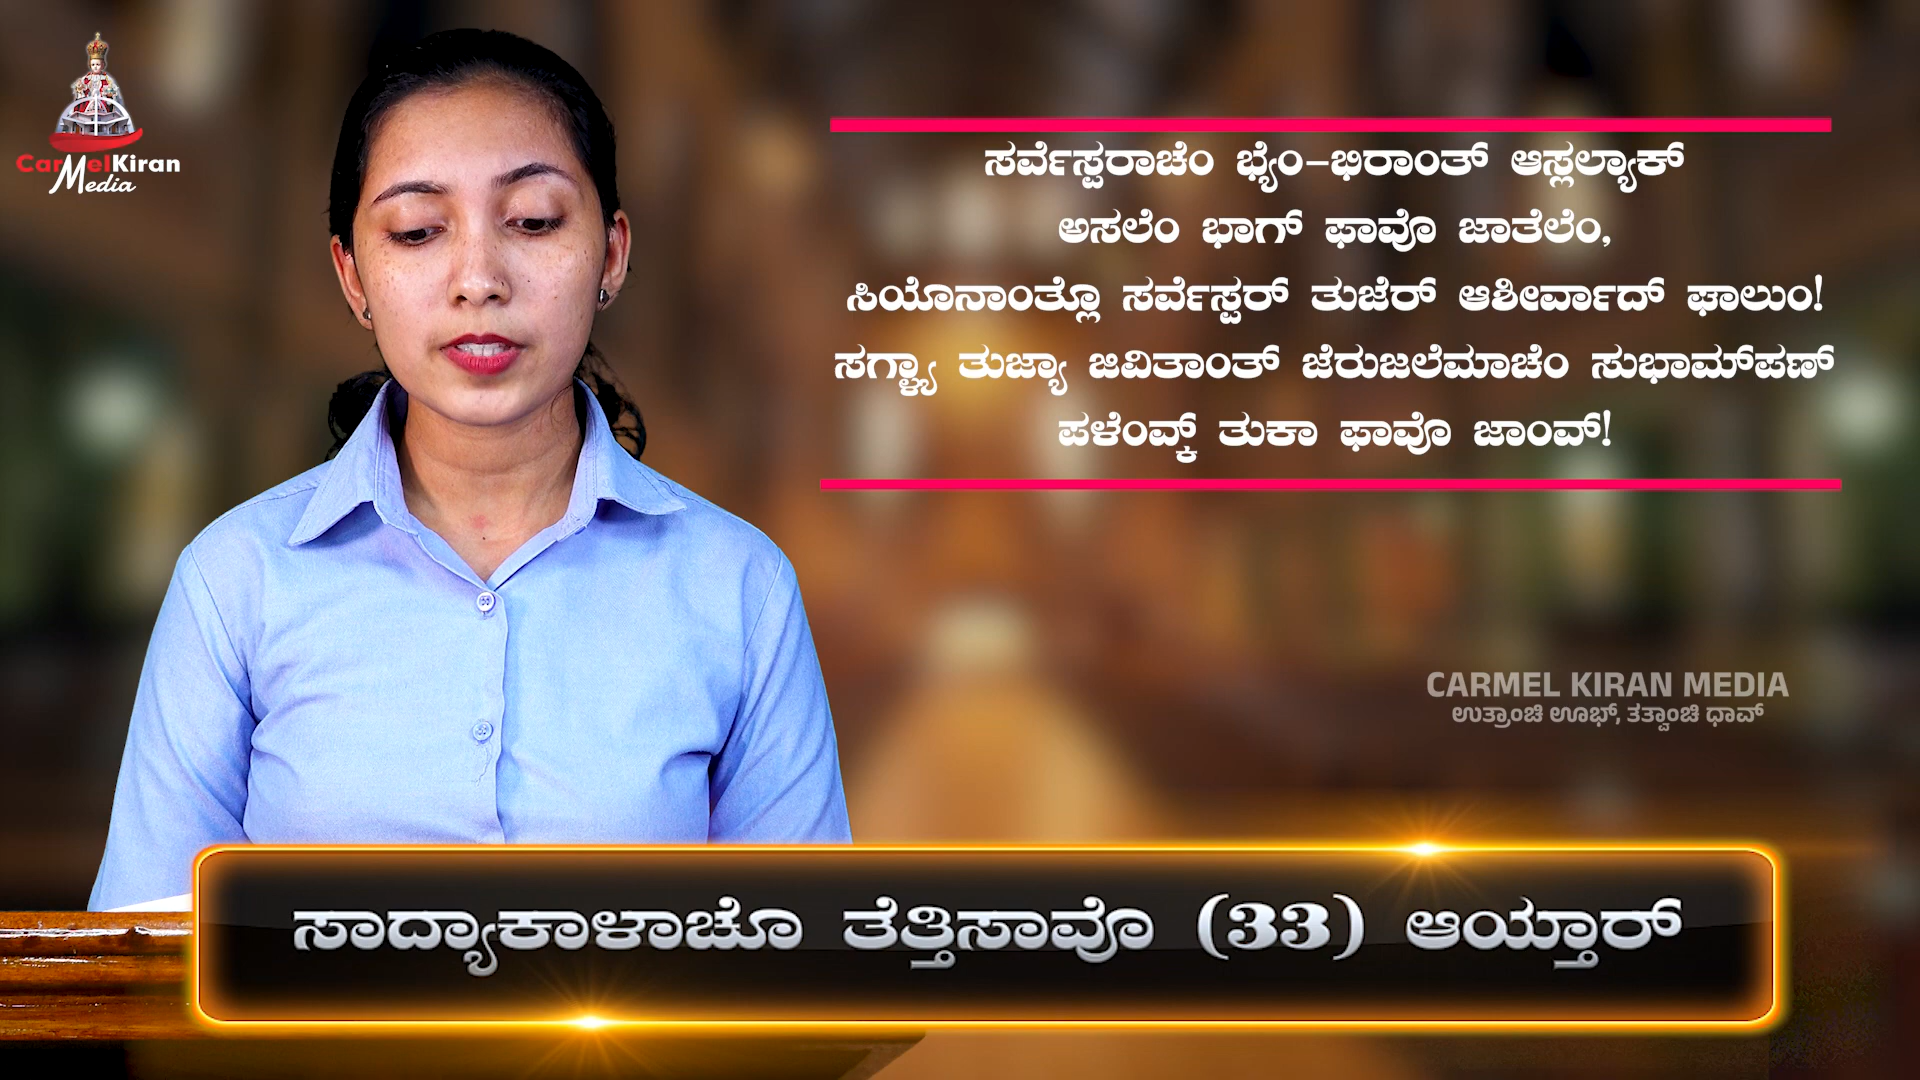 CarMelKiran
Media
ಸರ್ವೆಸ್ಪರಾಚೆಂ ಭ್ಯೆಂ-ಭಿರಾಂತ್ ಆಸ್ಲಲ್ಯಾಕ್
ಅಸಲೆಂ ಭಾಗ್ ಫಾವೊ ಜಾತೆಲೆಂ,
ಸಿಯೊನಾಂತ್ಲೊ ಸರ್ವೆಸ್ಪರ್ ತುಜೆರ್ ಆಶೀರ್ವಾದ್ ಘಾಲುಂ!
ಸಗ್ಳ್ಯಾ ತುಜ್ಯಾ ಜಿವಿತಾಂತ್ ಜೆರುಜಲೆಮಾಚೆಂ ಸುಭಾಮ್‌ಪಣ್
ಪಳೆಂವ್ಕ್ ತುಕಾ ಫಾವೊ ಜಾಂವ್!
CARMEL KIRAN MEDIA
ಉತ್ರಾಂಚಿ ಊಭ್, ತತ್ವಾಂಚಿ ಧಾವ್
ಸಾದ್ಯಾಕಾಳಾಚೊ ತೆತ್ತಿಸಾವೊ (33) ಆಯ್ತಾರ್